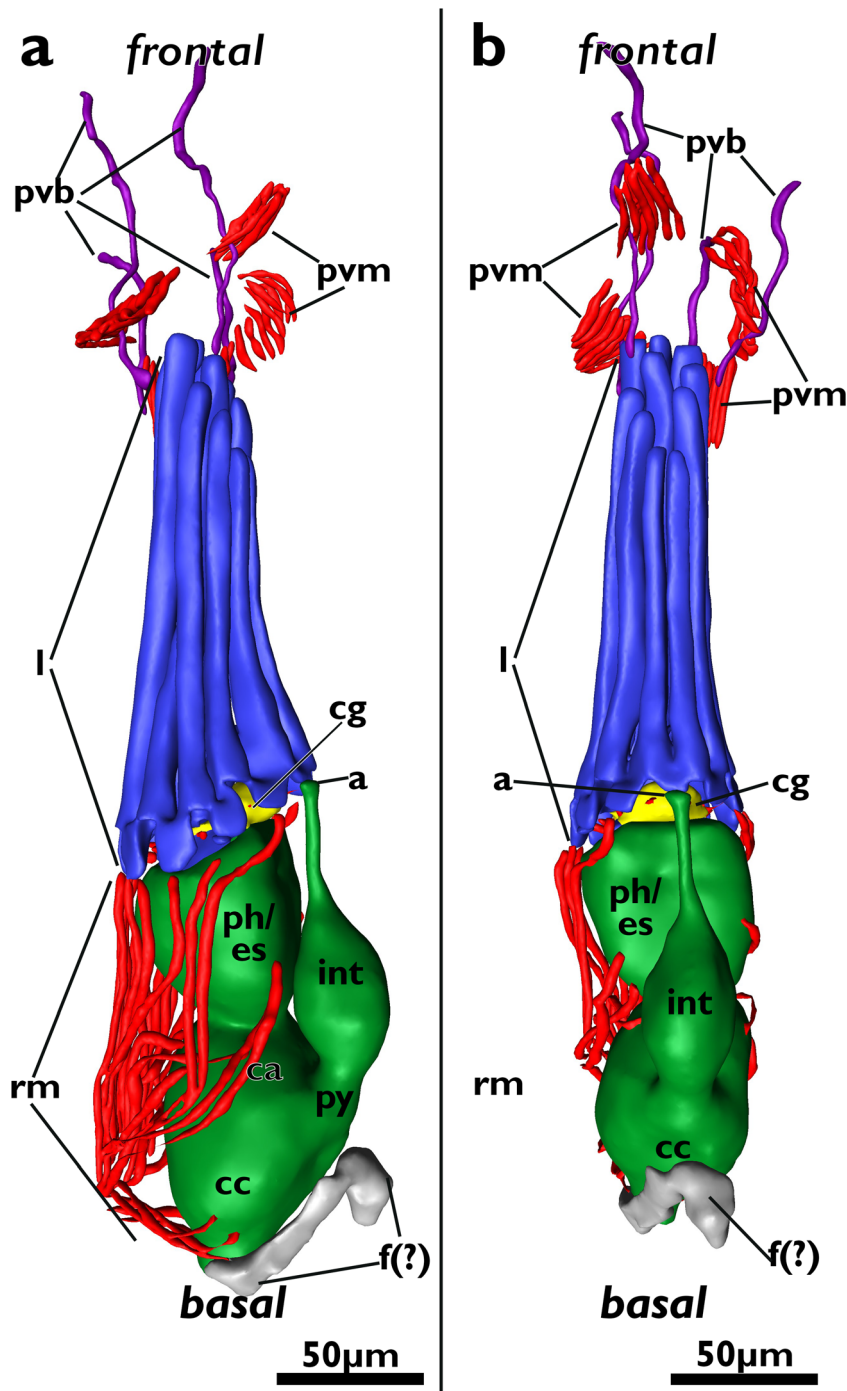 a
frontal
pvb
pvm
l
cg
a
ph/
es
int
ca
rm
py
cc
f(?)
basal
50µm
b
frontal
pvb
pvm
pvm
l
a
cg
ph/
es
int
rm
cc
f(?)
basal
50µm